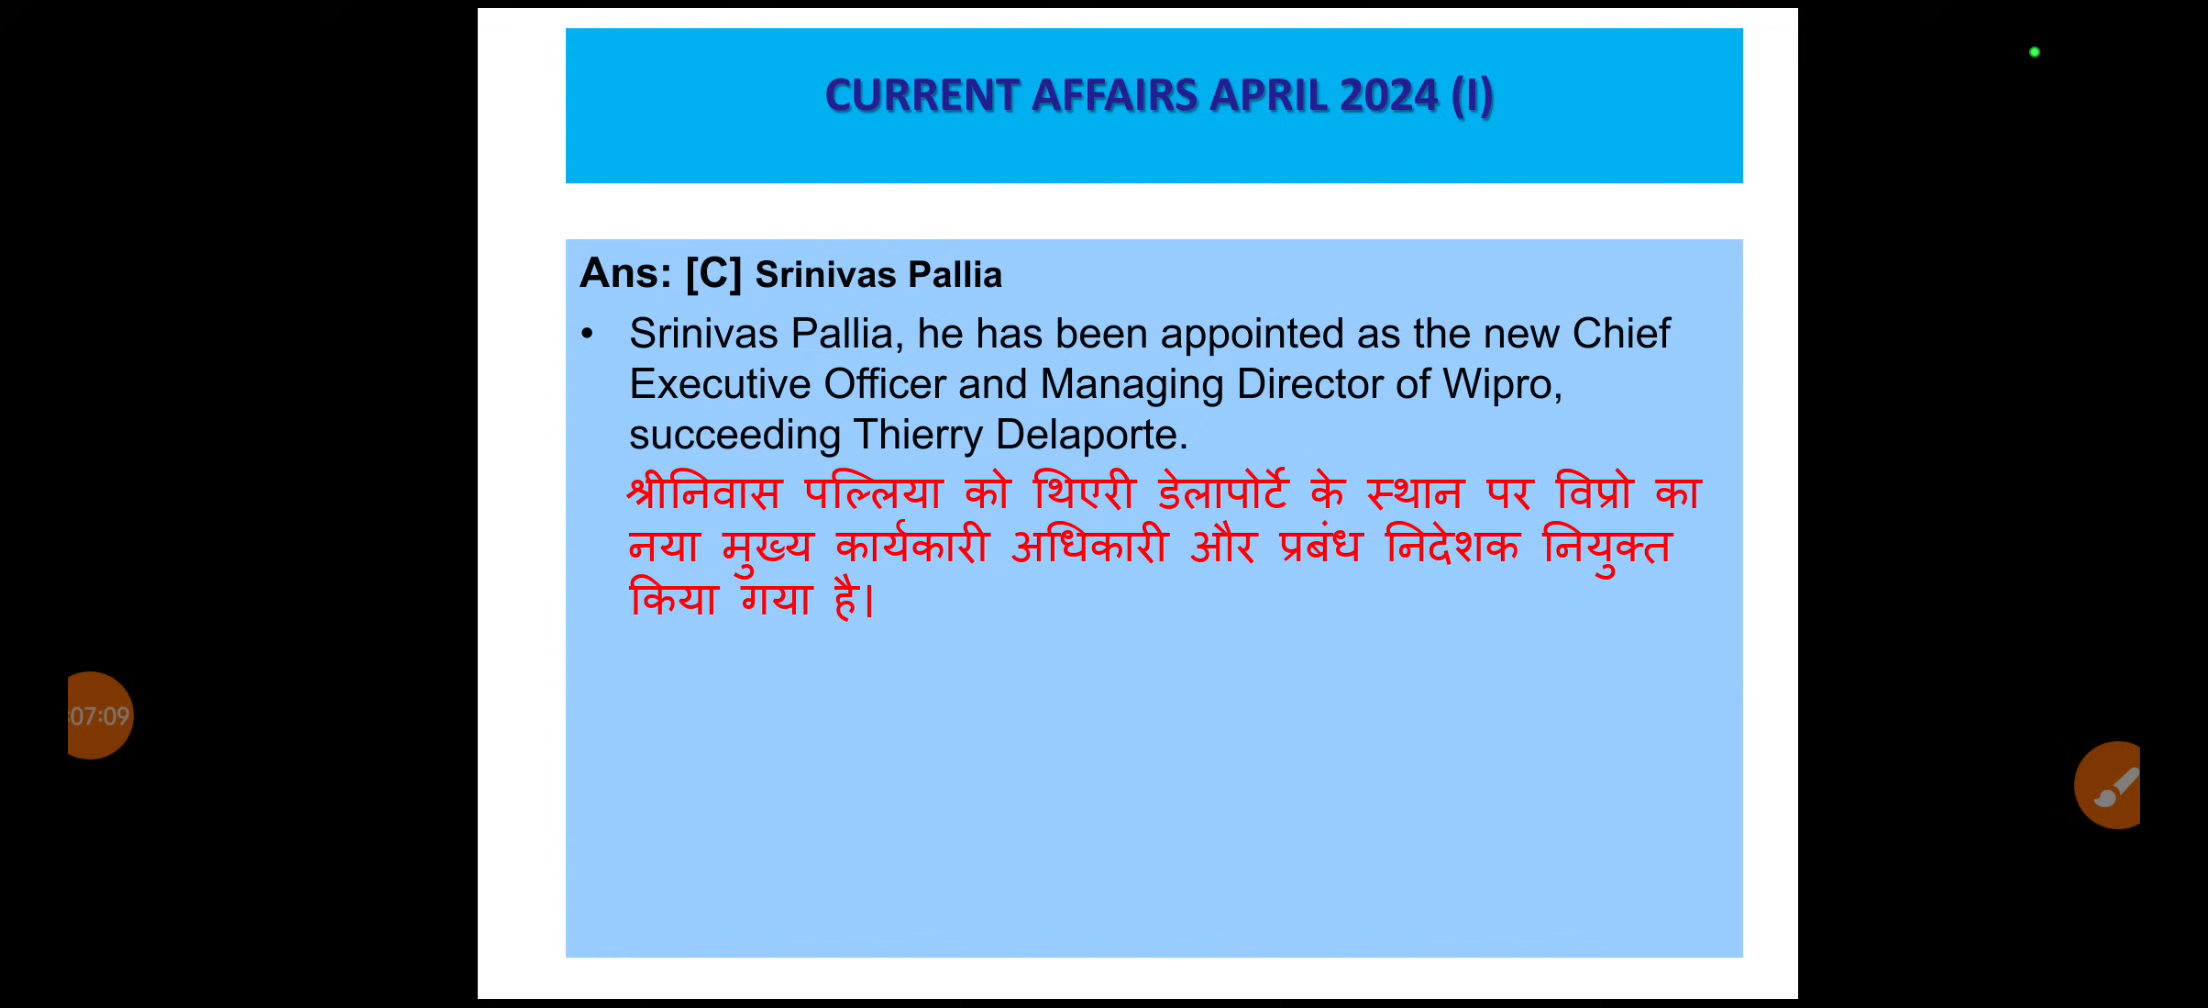 CURRENT AFFAIRS APRIL 2024 (I)
Ans: [C] Srinivas Pallia
• Srinivas Pallia, he has been appointed as the new Chief
Executive Officer and Managing Director of Wipro,
succeeding Thierry Delaporte.
श्रीनिवास पल्लिया को थिएरी डेलापोर्टे के स्थान पर विप्रो का
नया मुख्य कार्यकारी अधिकारी और प्रबंध निदेशक नियुक्त
किया गया है।
:07:09